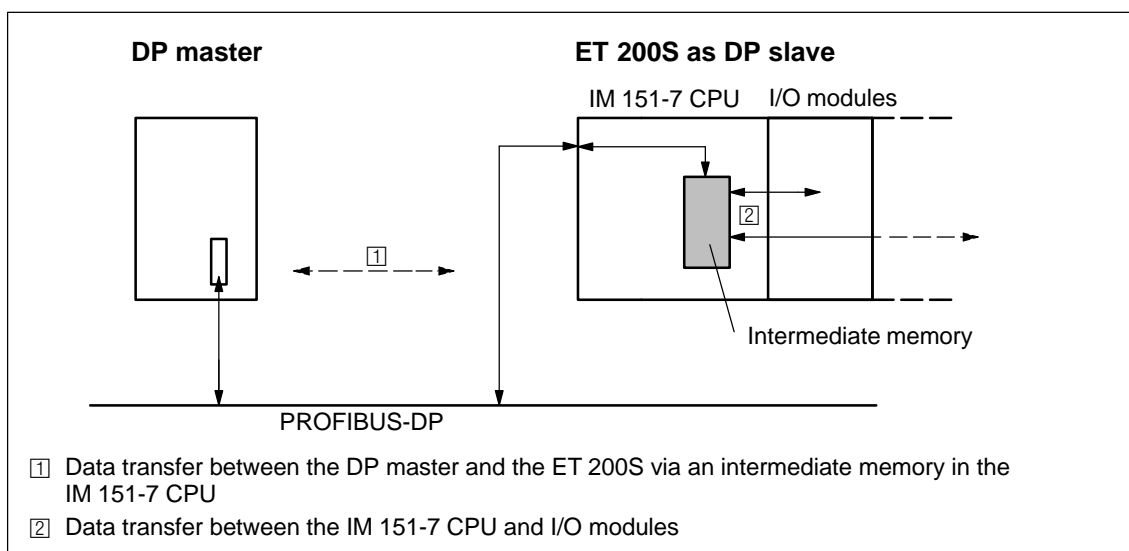 DP master
ET 200S as DP slave
IM 151-7 CPU
I/O modules
1
2
Intermediate memory
PROFIBUS-DP
1 Data transfer between the DP master and the ET 200S via an intermediate memory in the
IM 151-7 CPU
2 Data transfer between the IM 151-7 CPU and I/O modules